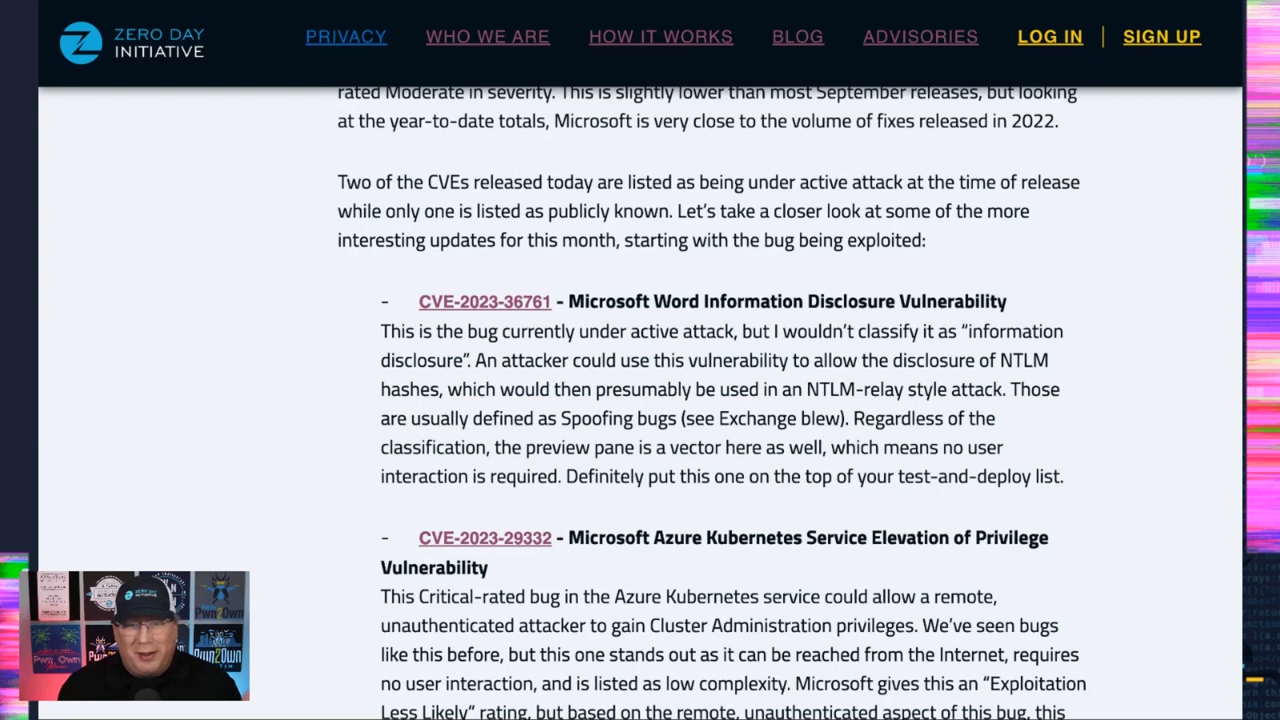 ZERO DAY
INITIATIVE
PRIVACY
WHO WE ARE
HOW IT WORKS
BLOG
ADVISORIES
LOG IN
SIGN UP
rated Moderate in severity. This is slightly lower than most September releases, but looking
at the year-to-date totals, Microsoft is very close to the volume of fixes released in 2022.
Two of the CVEs released today are listed as being under active attack at the time of release
while only one is listed as publicly known. Let’s take a closer look at some of the more
interesting updates for this month, starting with the bug being exploited:
- CVE-2023-36761 - Microsoft Word Information Disclosure Vulnerability
This is the bug currently under active attack, but I wouldn’t classify it as “information
disclosure”. An attacker could use this vulnerability to allow the disclosure of NTLM
hashes, which would then presumably be used in an NTLM-relay style attack. Those
are usually defined as Spoofing bugs (see Exchange blew). Regardless of the
classification, the preview pane is a vector here as well, which means no user
interaction is required. Definitely put this one on the top of your test-and-deploy list.
- CVE-2023-29332 - Microsoft Azure Kubernetes Service Elevation of Privilege
Vulnerability
This Critical-rated bug in the Azure Kubernetes service could allow a remote,
unauthenticated attacker to gain Cluster Administration privileges. We’ve seen bugs
like this before, but this one stands out as it can be reached from the Internet, requires
no user interaction, and is listed as low complexity. Microsoft gives this an “Exploitation
Less Likely” rating, but based on the remote, unauthenticated aspect of this bug, this
ZERO DAY
Pwn2Own
Pwn2Own